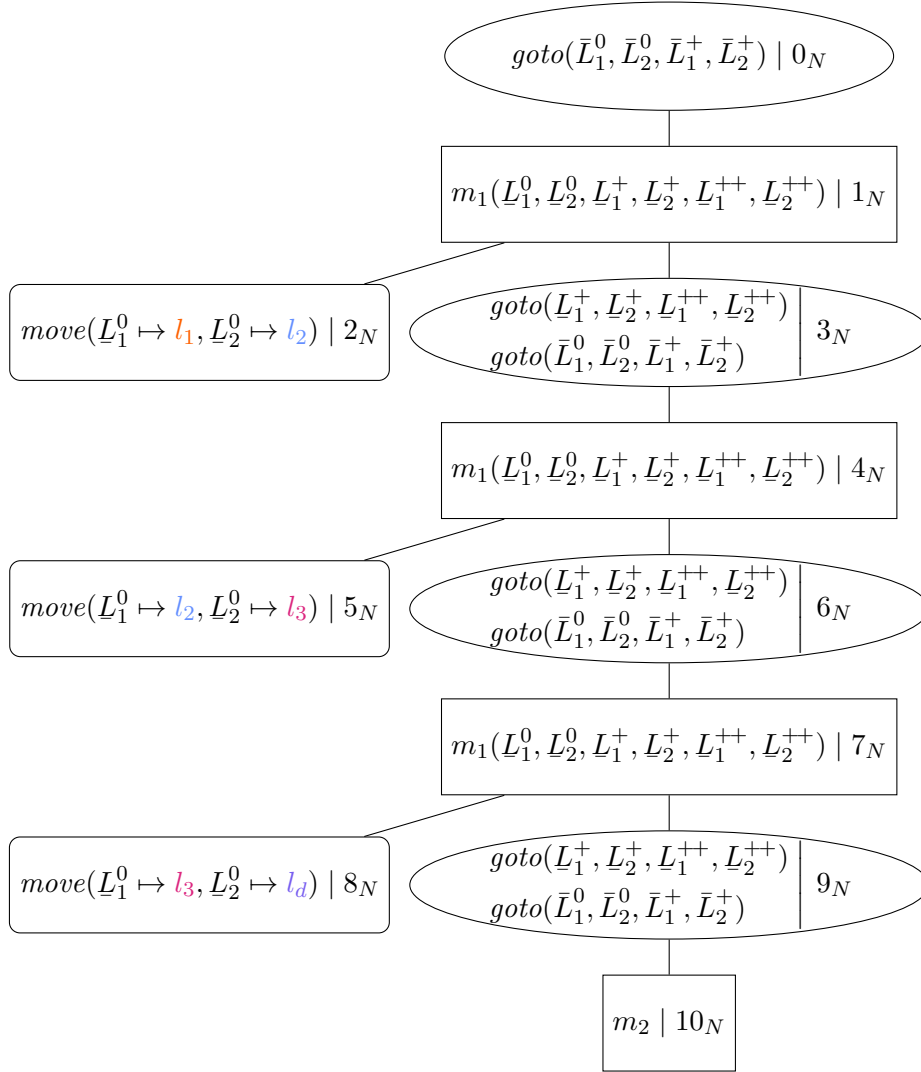 goto(L̄₁⁰, L̄₂⁰, L̄₁⁺, L̄₂⁺) | 0_N
m₁(L̲₁⁰, L̲₂⁰, L̲₁⁺, L̲₂⁺, L̲₁⁺⁺, L̲₂⁺⁺) | 1_N
move(L̲₁⁰ ↦ l₁, L̲₂⁰ ↦ l₂) | 2_N
goto(L̲₁⁺, L̲₂⁺, L̲₁⁺⁺, L̲₂⁺⁺)
goto(L̄₁⁰, L̄₂⁰, L̄₁⁺, L̄₂⁺) | 3_N
m₁(L̲₁⁰, L̲₂⁰, L̲₁⁺, L̲₂⁺, L̲₁⁺⁺, L̲₂⁺⁺) | 4_N
move(L̲₁⁰ ↦ l₂, L̲₂⁰ ↦ l₃) | 5_N
goto(L̲₁⁺, L̲₂⁺, L̲₁⁺⁺, L̲₂⁺⁺)
goto(L̄₁⁰, L̄₂⁰, L̄₁⁺, L̄₂⁺) | 6_N
m₁(L̲₁⁰, L̲₂⁰, L̲₁⁺, L̲₂⁺, L̲₁⁺⁺, L̲₂⁺⁺) | 7_N
move(L̲₁⁰ ↦ l₃, L̲₂⁰ ↦ l_d) | 8_N
goto(L̲₁⁺, L̲₂⁺, L̲₁⁺⁺, L̲₂⁺⁺)
goto(L̄₁⁰, L̄₂⁰, L̄₁⁺, L̄₂⁺) | 9_N
m₂ | 10_N